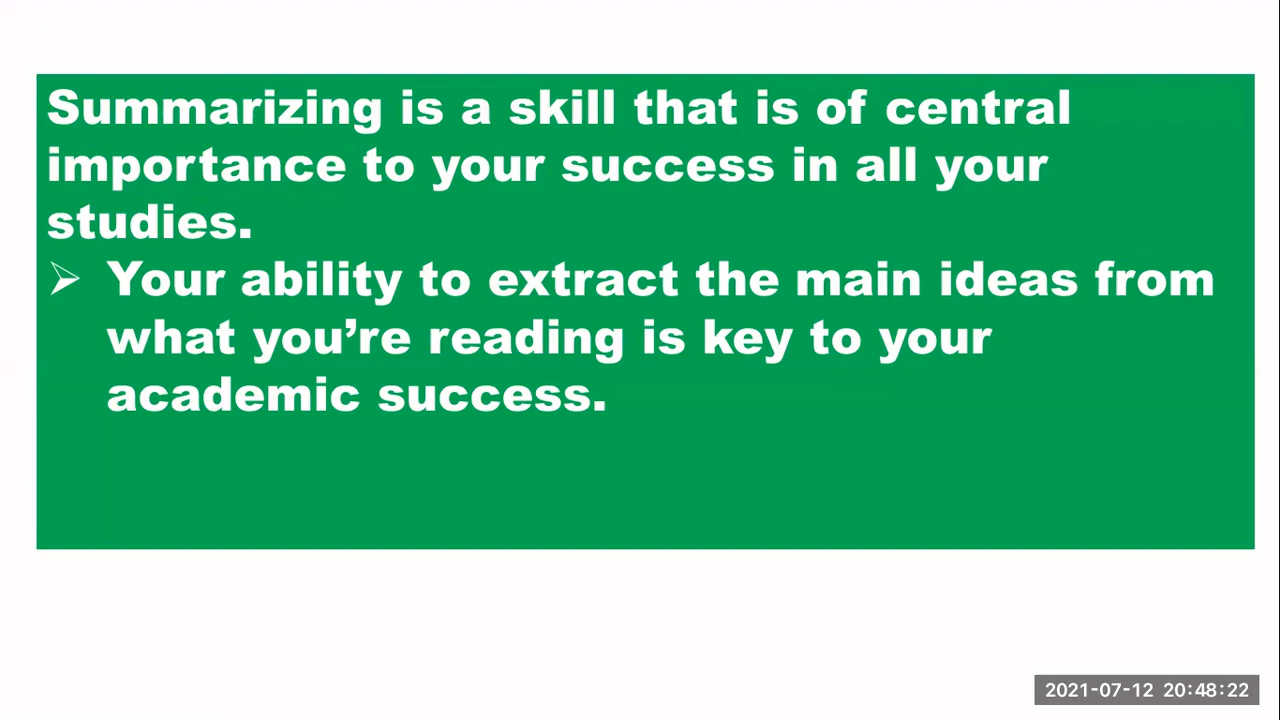 Summarizing is a skill that is of central
importance to your success in all your
studies.
➢ Your ability to extract the main ideas from
what you’re reading is key to your
academic success.
2021-07-12 20:48:22